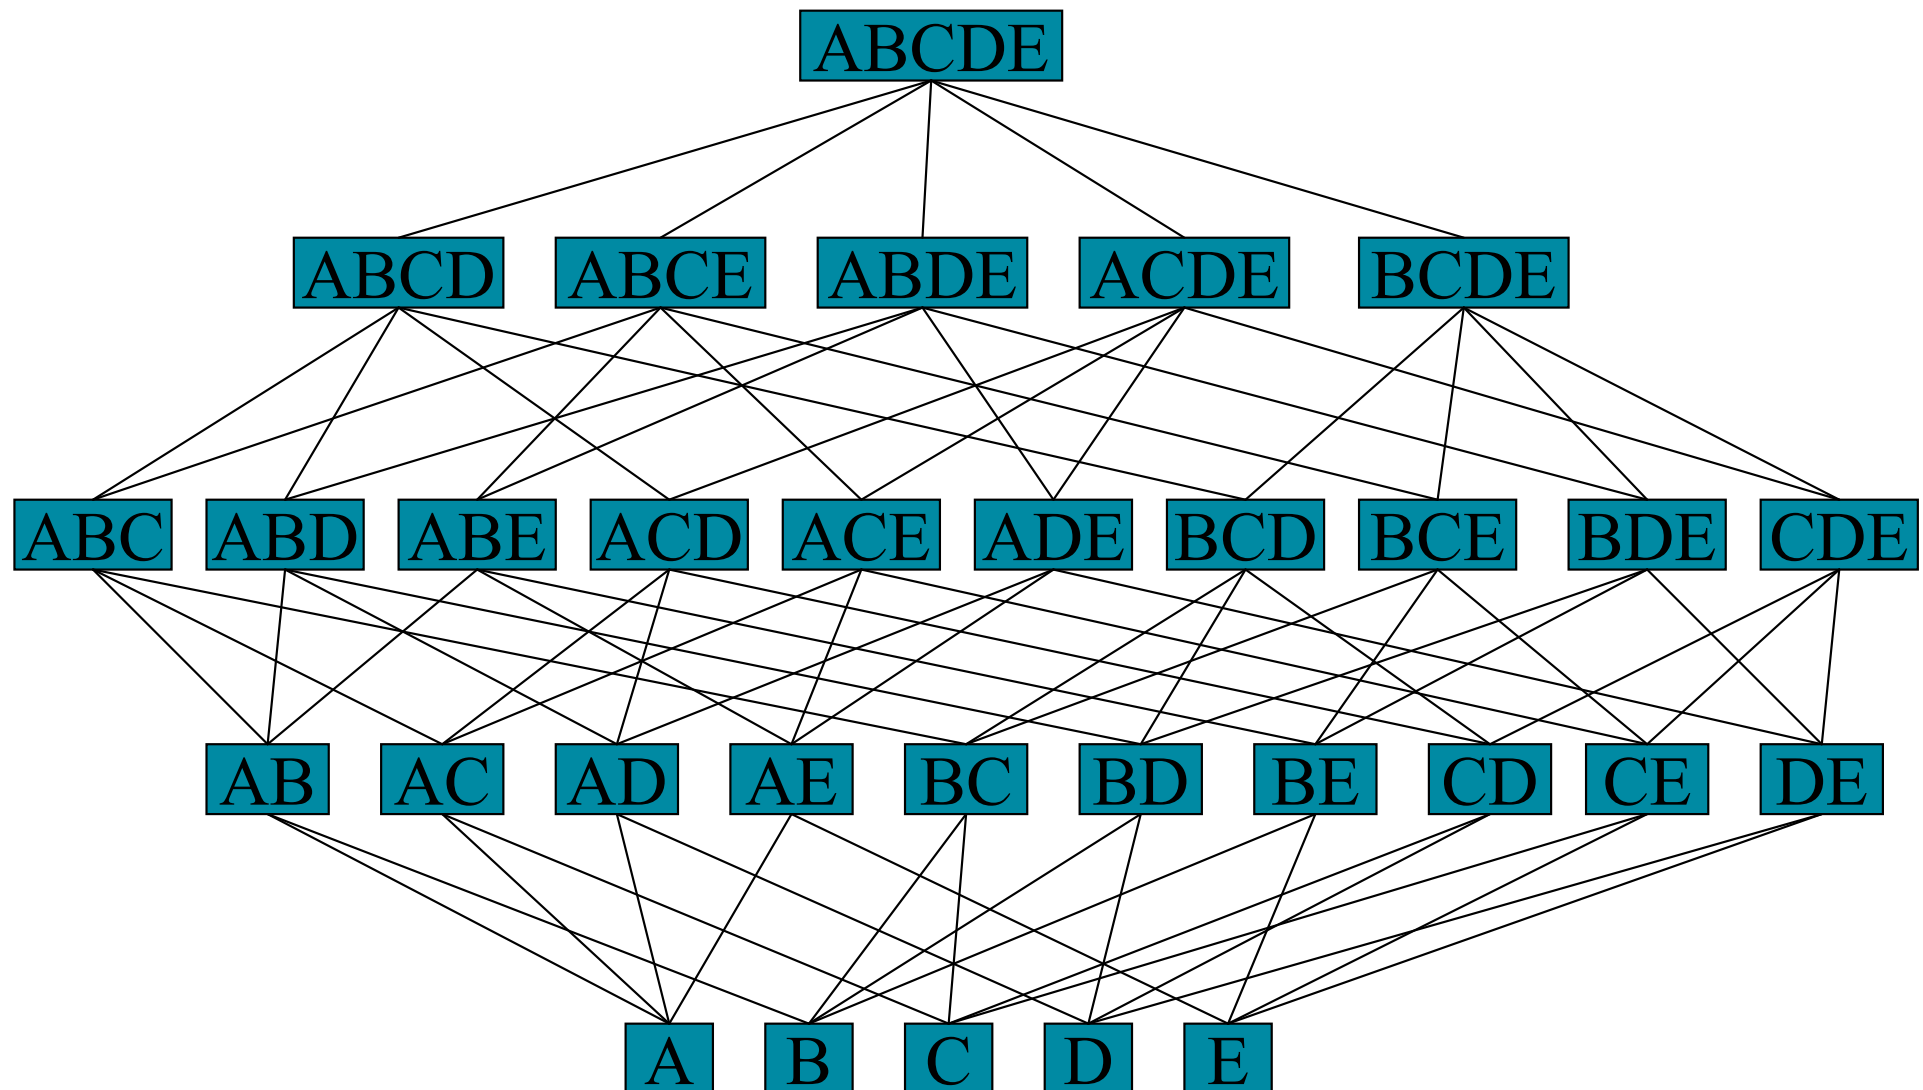 ABCDE
ABCD ABCE ABDE ACDE BCDE
ABC ABD ABE ACD ACE ADE BCD BCE BDE CDE
AB AC AD AE BC BD BE CD CE DE
A B C D E